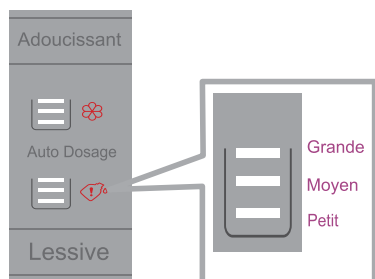 Adoucissant
Auto Dosage
Lessive
Grande
Moyen
Petit